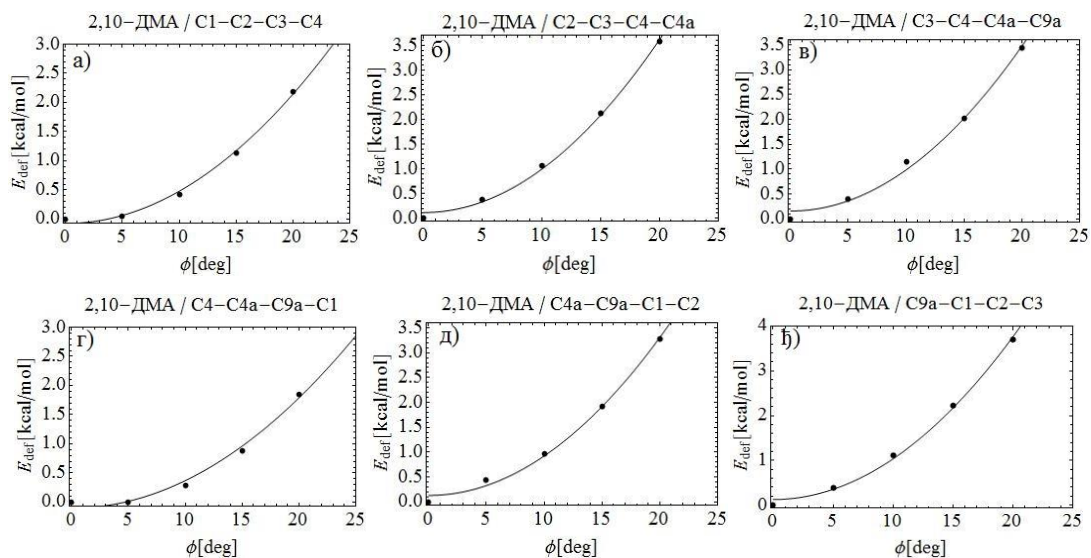 2,10−ДМА / C1−C2−C3−C4
а)
3.0
2.5
2.0
1.5
1.0
0.5
0.0
E_def [kcal/mol]
0 5 10 15 20 25
ϕ[deg]
2,10−ДМА / C2−C3−C4−C4a
б)
3.5
3.0
2.5
2.0
1.5
1.0
0.5
0.0
E_def [kcal/mol]
0 5 10 15 20 25
ϕ[deg]
2,10−ДМА / C3−C4−C4a−C9a
в)
3.5
3.0
2.5
2.0
1.5
1.0
0.5
0.0
E_def [kcal/mol]
0 5 10 15 20 25
ϕ[deg]
2,10−ДМА / C4−C4a−C9a−C1
г)
3.0
2.5
2.0
1.5
1.0
0.5
0.0
E_def [kcal/mol]
0 5 10 15 20 25
ϕ[deg]
2,10−ДМА / C4a−C9a−C1−C2
д)
3.5
3.0
2.5
2.0
1.5
1.0
0.5
0.0
E_def [kcal/mol]
0 5 10 15 20 25
ϕ[deg]
2,10−ДМА / C9a−C1−C2−C3
ђ)
4
3
2
1
0
E_def [kcal/mol]
0 5 10 15 20 25
ϕ[deg]